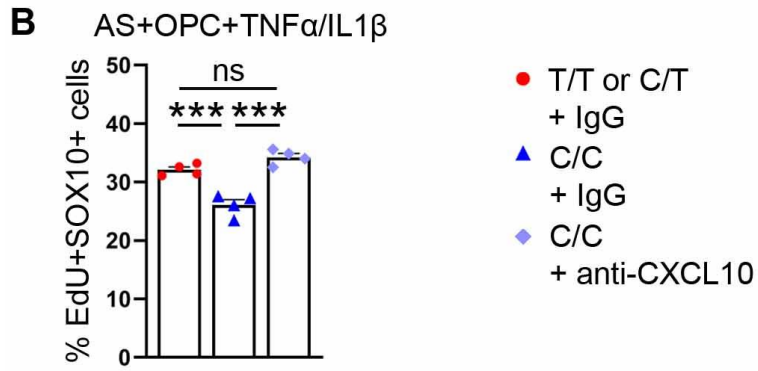 B
AS+OPC+TNFα/IL1β
% EdU+SOX10+ cells
50
40
30
20
10
0
ns
*** ***
T/T or C/T
+ IgG
C/C
+ IgG
C/C
+ anti-CXCL10